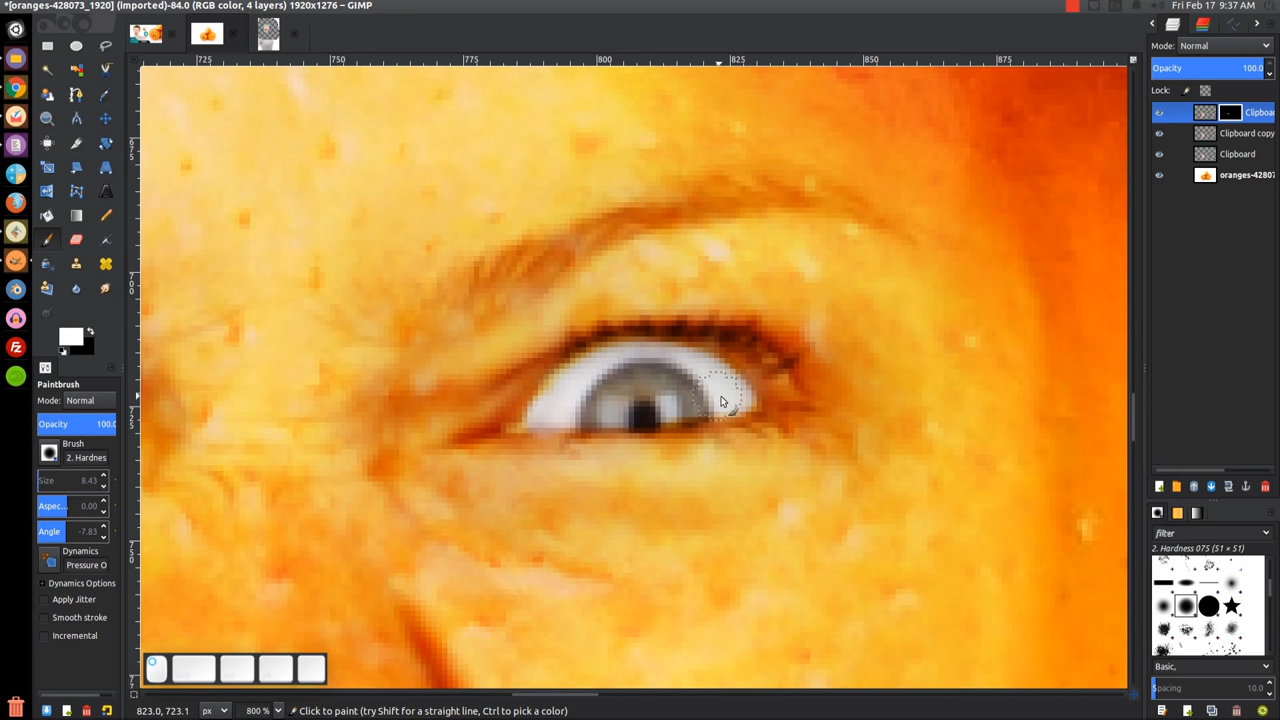 *[oranges-428073_1920] (imported)-84.0 (RGB color, 4 layers) 1920x1276 – GIMP
Fri Feb 17 9:37 AM
725 750 775 800 825 850 875
Mode: Normal
Opacity 100.0
Lock:
Clipboar
Clipboard copy
Clipboard
oranges-42807
Paintbrush
Mode: Normal
Opacity 100.0
Brush
2. Hardnes
Size 8.43
Aspec... 0.00
Angle -7.83
Dynamics
Pressure O
Dynamics Options
Apply Jitter
Smooth stroke
Incremental
filter
2. Hardness 075 (51 × 51)
Basic,
Spacing 10.0
823.0, 723.1 px 800 % Click to paint (try Shift for a straight line, Ctrl to pick a color)